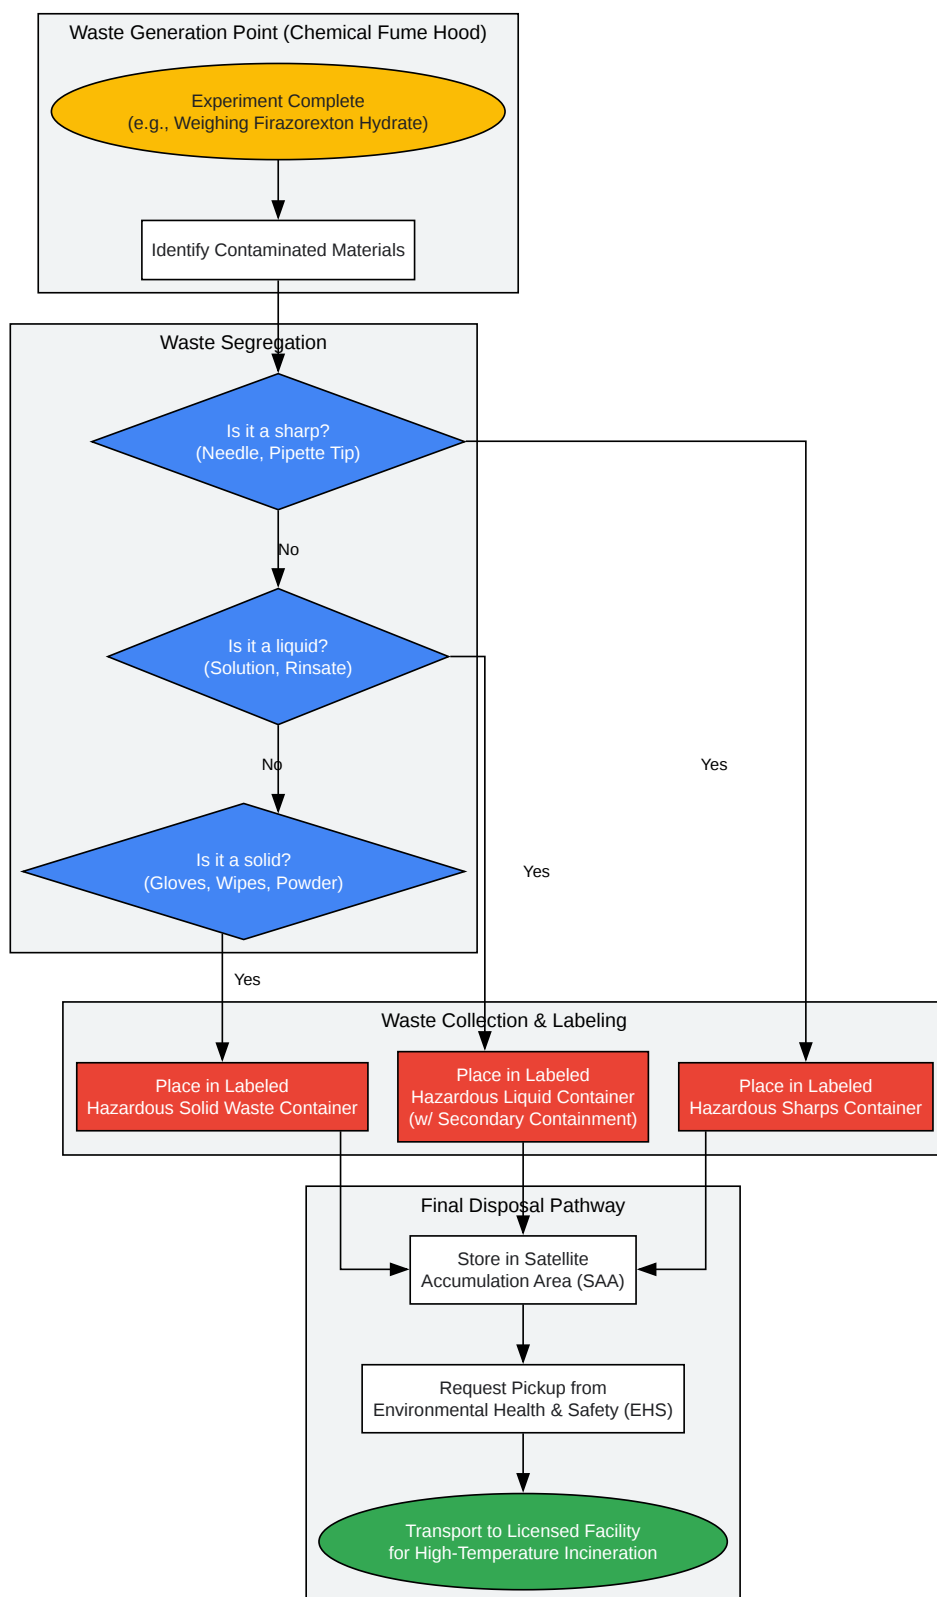 Waste Generation Point (Chemical Fume Hood)
Experiment Complete
(e.g., Weighing Firazorexton Hydrate)
Identify Contaminated Materials
Waste Segregation
Is it a sharp?
(Needle, Pipette Tip)
No
Is it a liquid?
(Solution, Rinsate)
No
Yes
Is it a solid?
(Gloves, Wipes, Powder)
Yes
Yes
Waste Collection & Labeling
Place in Labeled
Hazardous Solid Waste Container
Place in Labeled
Hazardous Liquid Container
(w/ Secondary Containment)
Place in Labeled
Hazardous Sharps Container
Final Disposal Pathway
Store in Satellite
Accumulation Area (SAA)
Request Pickup from
Environmental Health & Safety (EHS)
Transport to Licensed Facility
for High-Temperature Incineration